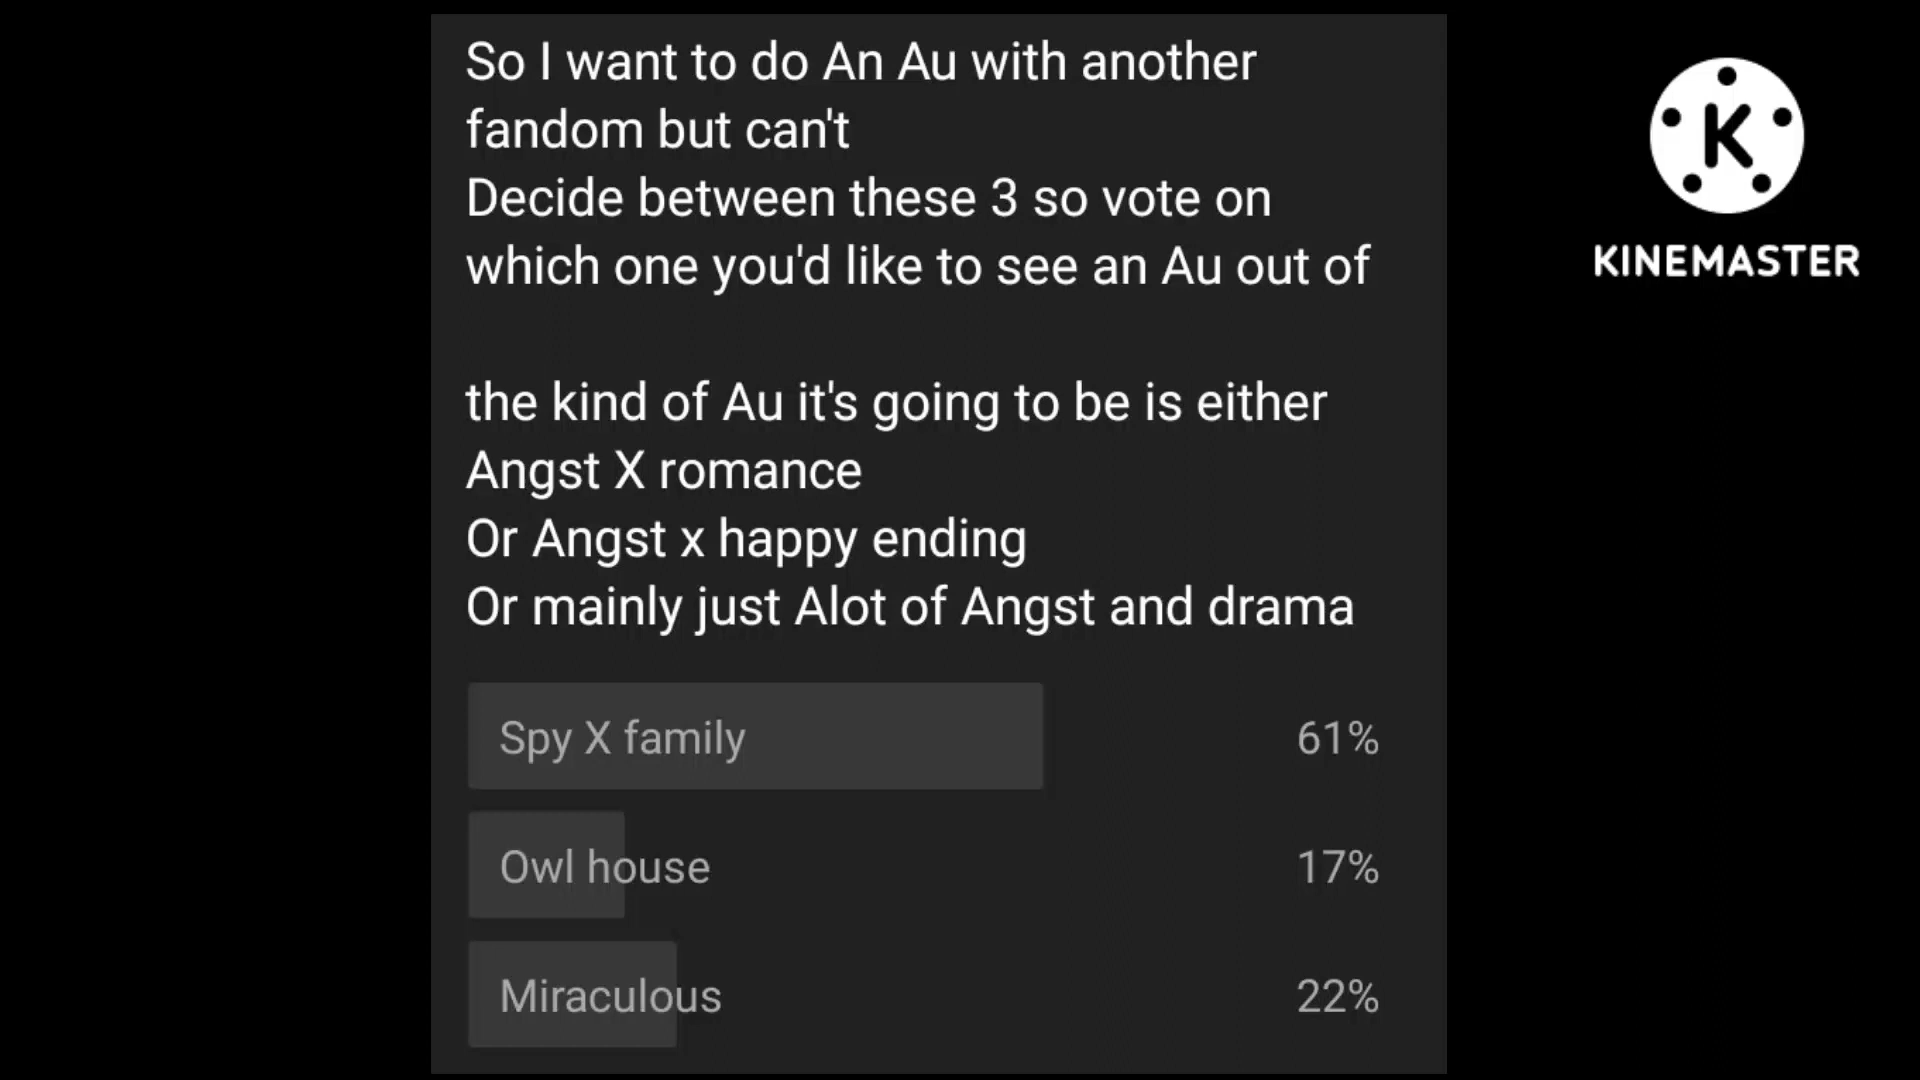 So I want to do An Au with another
fandom but can't
Decide between these 3 so vote on
which one you'd like to see an Au out of
the kind of Au it's going to be is either
Angst X romance
Or Angst x happy ending
Or mainly just Alot of Angst and drama
Spy X family 61%
Owl house 17%
Miraculous 22%
K
KINEMASTER